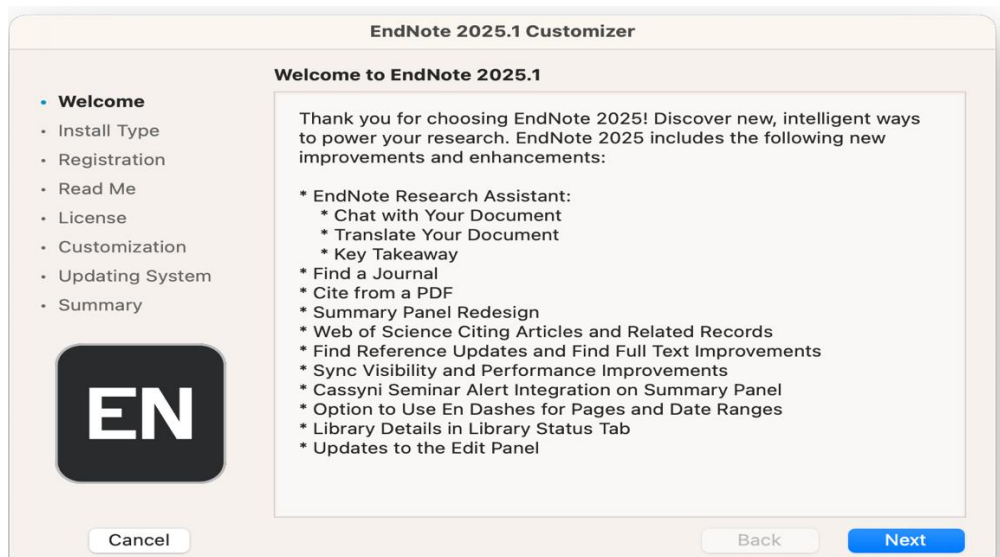 EndNote 2025.1 Customizer
Welcome to EndNote 2025.1
• Welcome
• Install Type
• Registration
• Read Me
• License
• Customization
• Updating System
• Summary
EN
Thank you for choosing EndNote 2025! Discover new, intelligent ways
to power your research. EndNote 2025 includes the following new
improvements and enhancements:
* EndNote Research Assistant:
* Chat with Your Document
* Translate Your Document
* Key Takeaway
* Find a Journal
* Cite from a PDF
* Summary Panel Redesign
* Web of Science Citing Articles and Related Records
* Find Reference Updates and Find Full Text Improvements
* Sync Visibility and Performance Improvements
* Cassyni Seminar Alert Integration on Summary Panel
* Option to Use En Dashes for Pages and Date Ranges
* Library Details in Library Status Tab
* Updates to the Edit Panel
Cancel
Back
Next